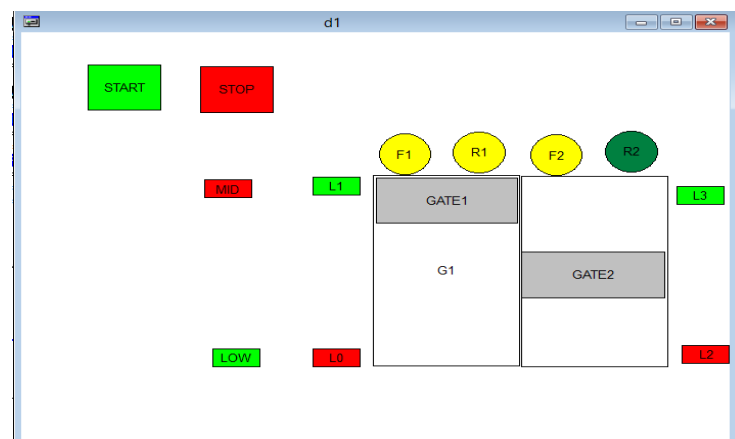 d1
START
STOP
F1
R1
F2
R2
MID
L1
GATE1
L3
G1
GATE2
LOW
L0
L2